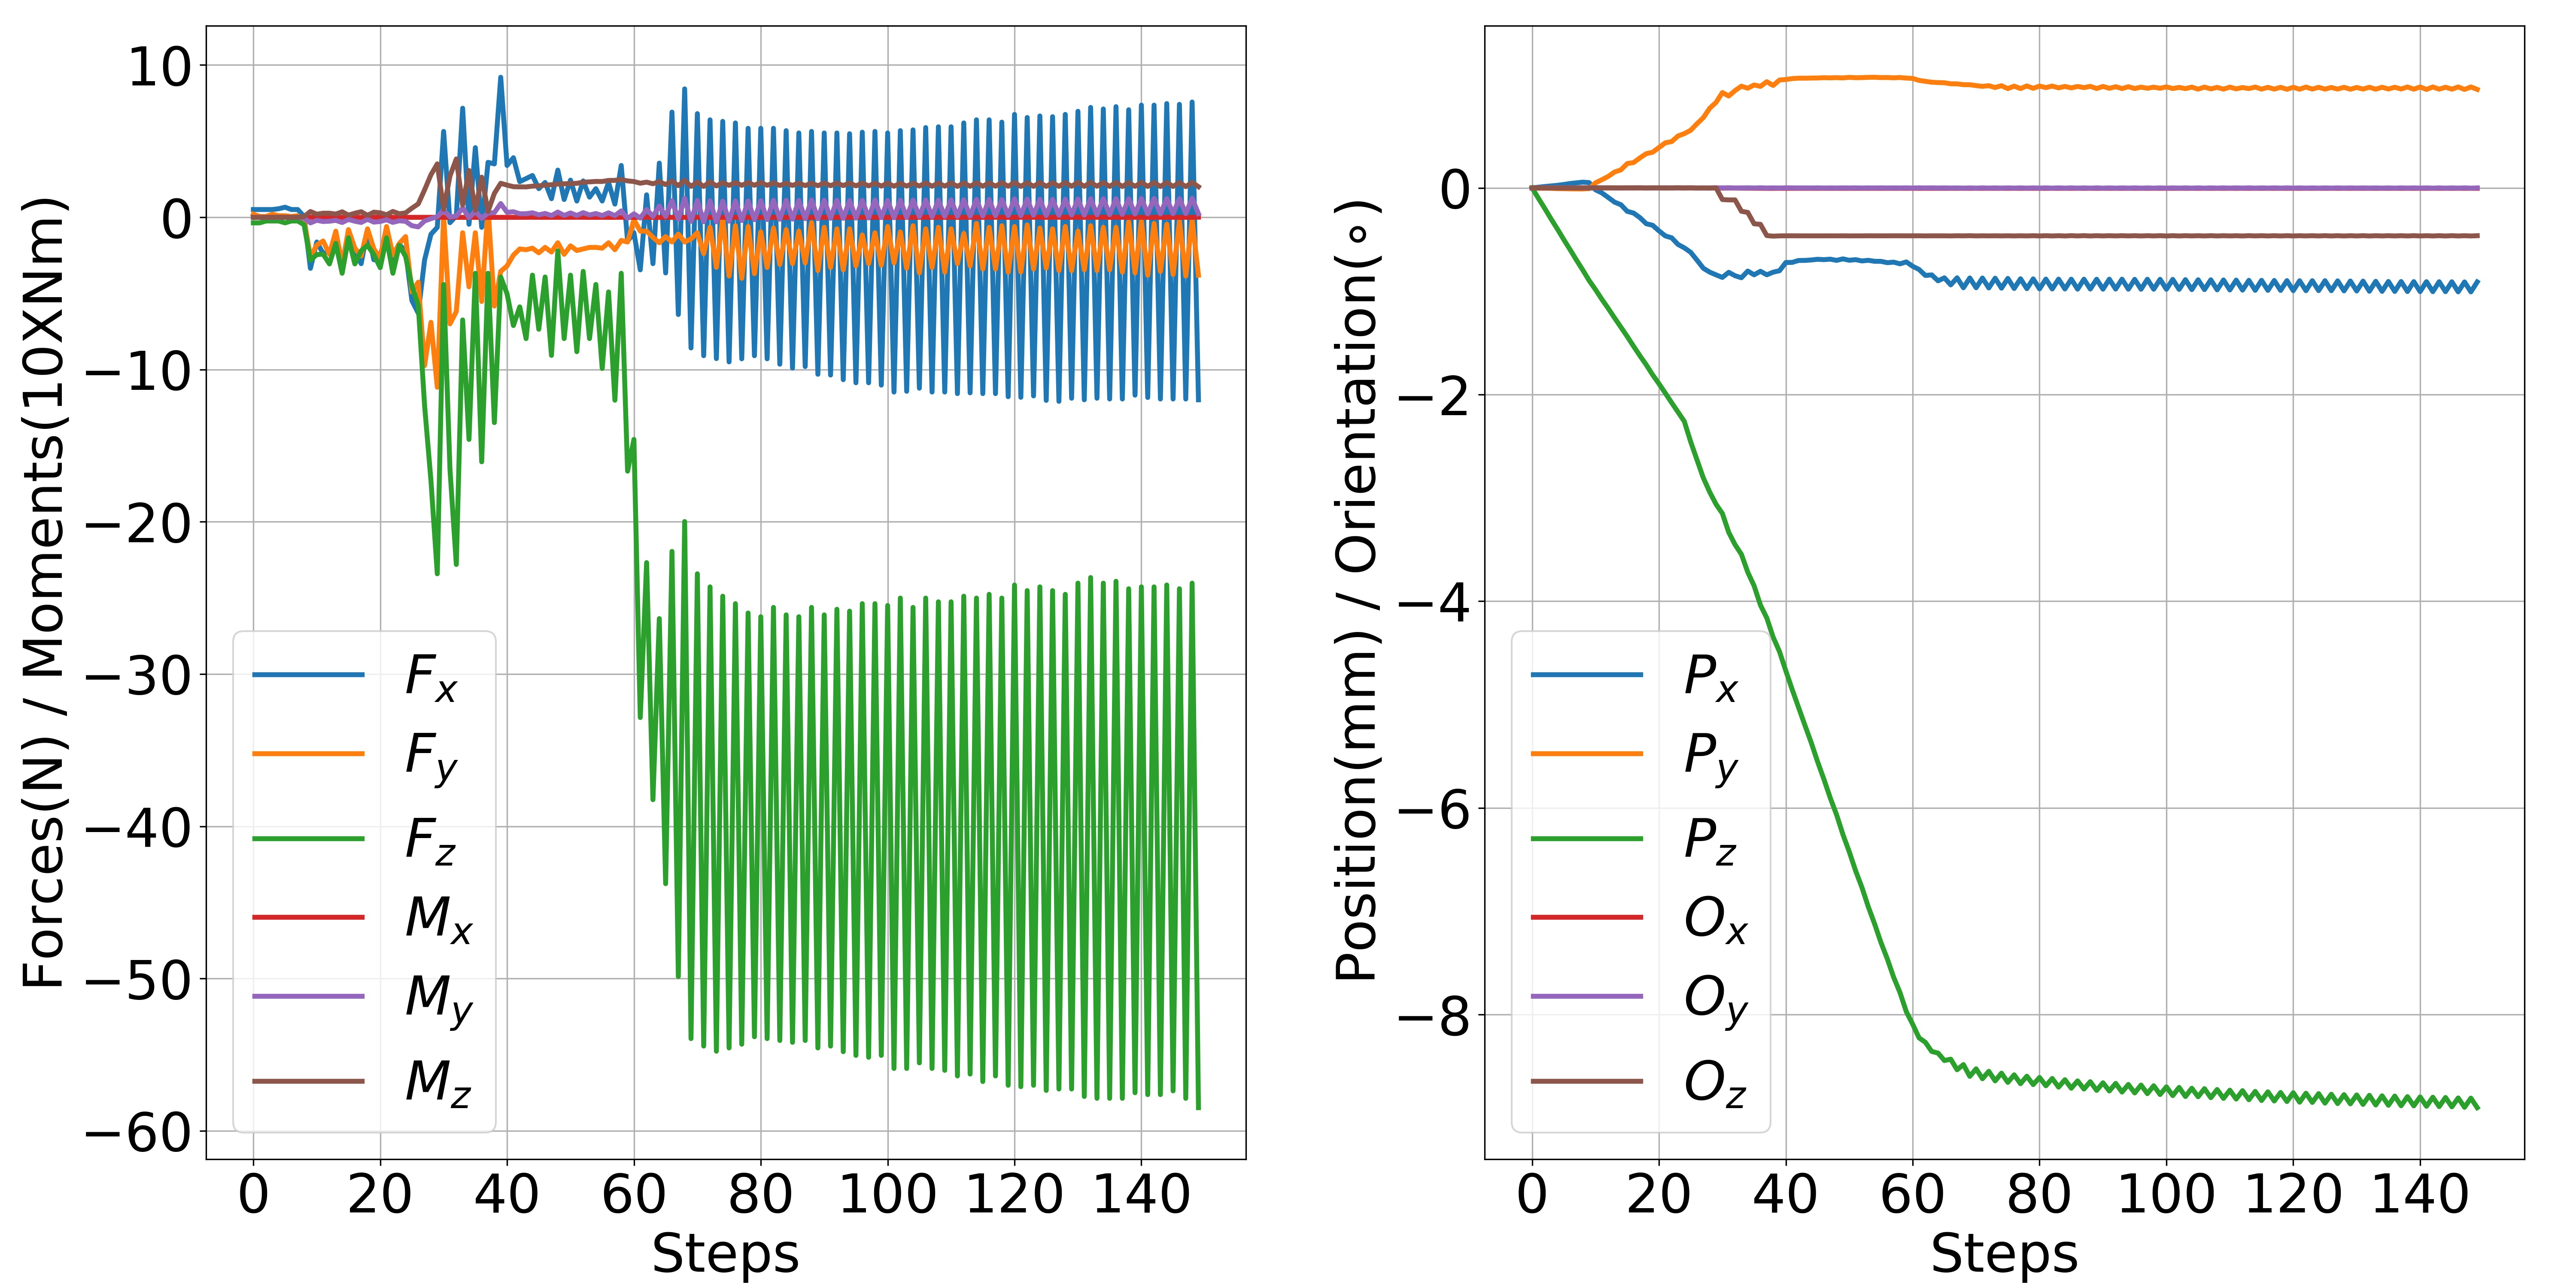 Forces(N) / Moments(10XNm)
10
0
−10
−20
−30
−40
−50
−60
F_x
F_y
F_z
M_x
M_y
M_z
0 20 40 60 80 100 120 140
Steps
Position(mm) / Orientation(∘)
0
−2
−4
−6
−8
P_x
P_y
P_z
O_x
O_y
O_z
0 20 40 60 80 100 120 140
Steps